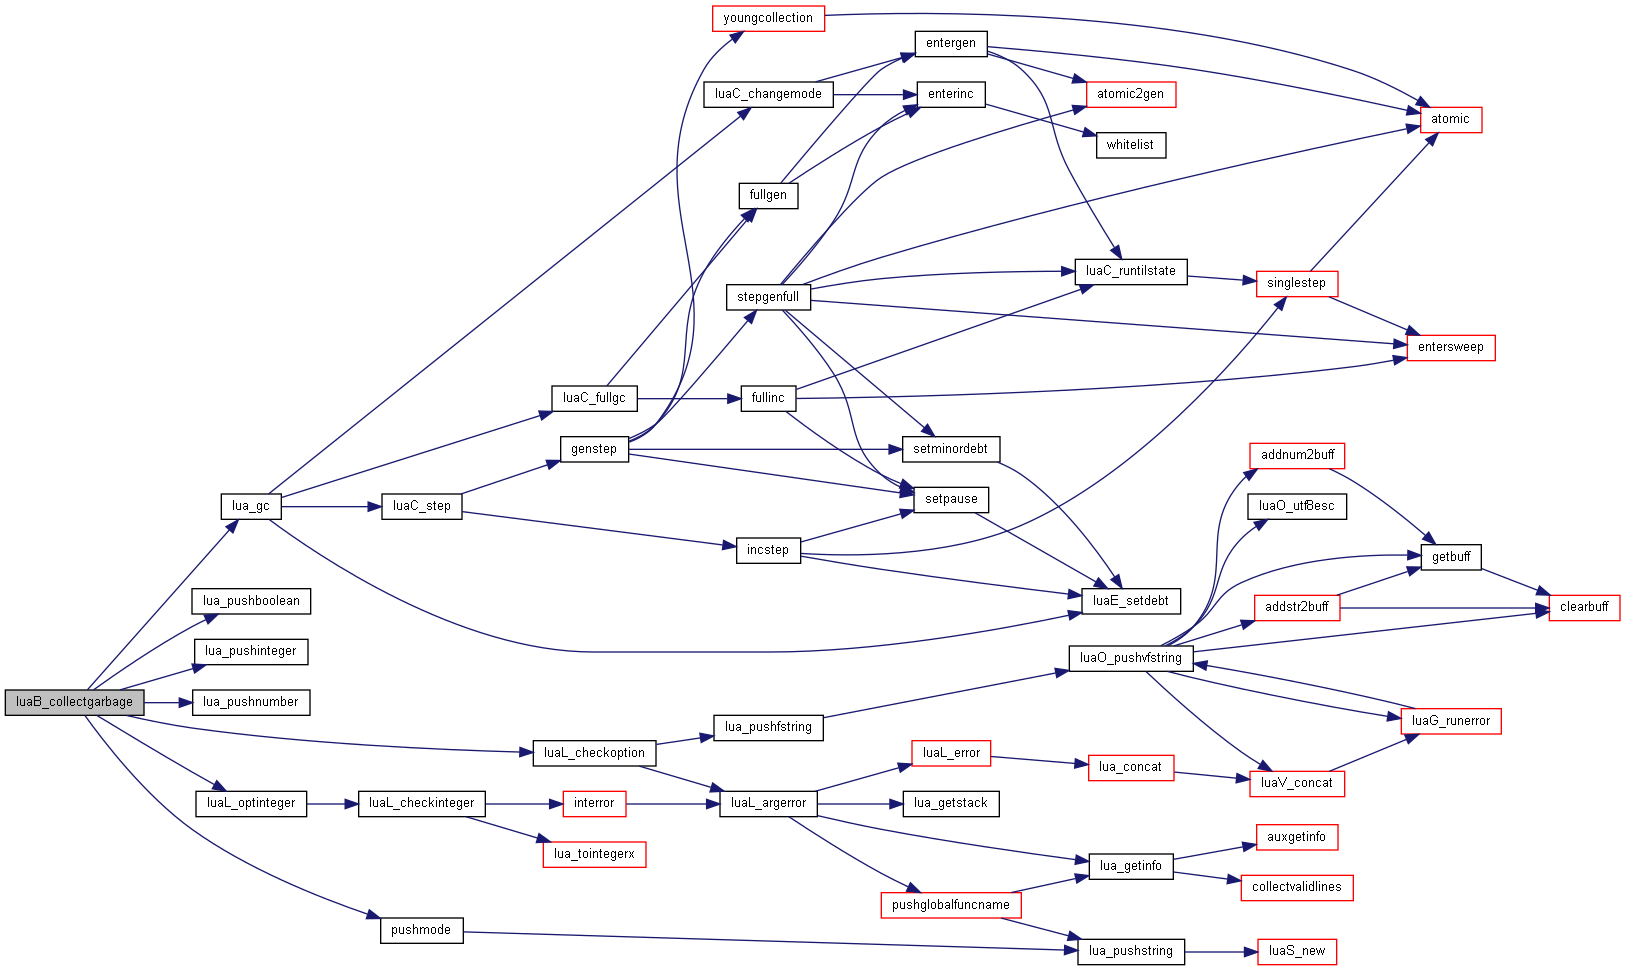 youngcollection
entergen
luaC_changemode
enterinc
atomic2gen
atomic
whitelist
fullgen
luaC_runtilstate
singlestep
stepgenfull
entersweep
luaC_fullgc
fullinc
genstep
setminordebt
addnum2buff
lua_gc
luaC_step
setpause
luaO_utf8esc
incstep
getbuff
lua_pushboolean
luaE_setdebt
addstr2buff
clearbuff
lua_pushinteger
luaO_pushvfstring
luaB_collectgarbage
lua_pushnumber
lua_pushfstring
luaG_runerror
luaL_checkoption
luaL_error
lua_concat
luaV_concat
luaL_optinteger
luaL_checkinteger
interror
luaL_argerror
lua_getstack
auxgetinfo
lua_tointegerx
lua_getinfo
collectvalidlines
pushglobalfuncname
pushmode
lua_pushstring
luaS_new